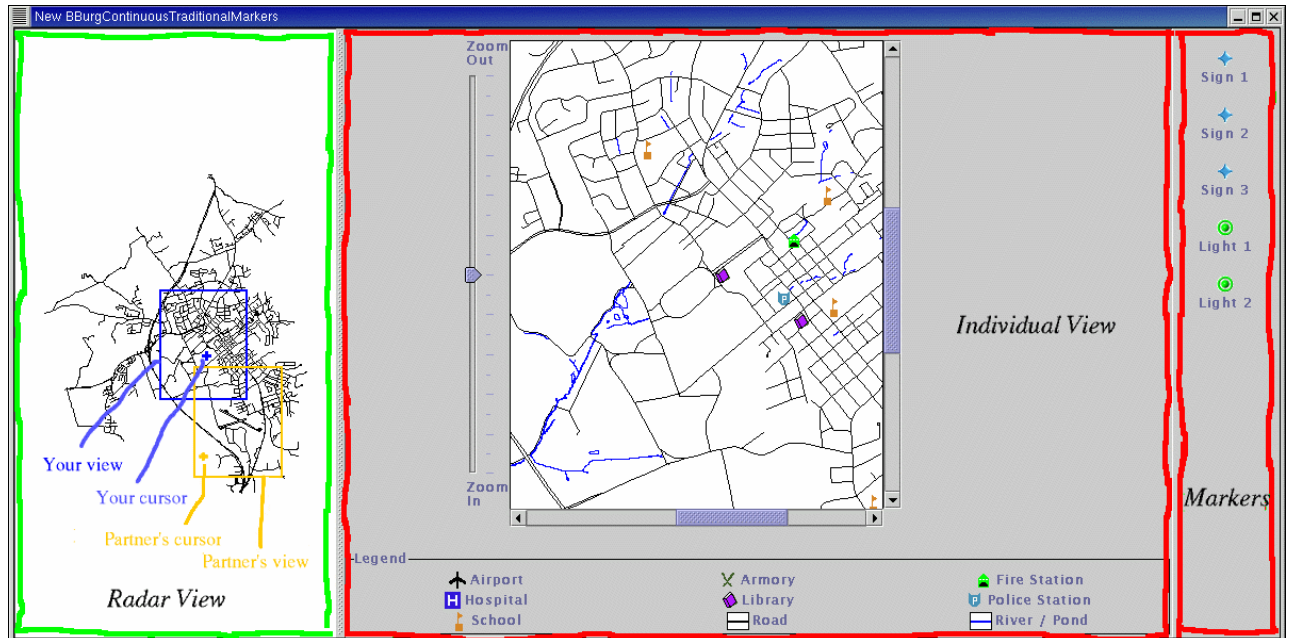 New BBurgContinuousTraditionalMarkers
Your view
Your cursor
Partner's cursor
Partner's view
Radar View
Zoom
Out
Zoom
In
Individual View
Legend
Airport
Armory
Fire Station
H Hospital
Library
P Police Station
School
Road
River / Pond
Sign 1
Sign 2
Sign 3
Light 1
Light 2
Markers